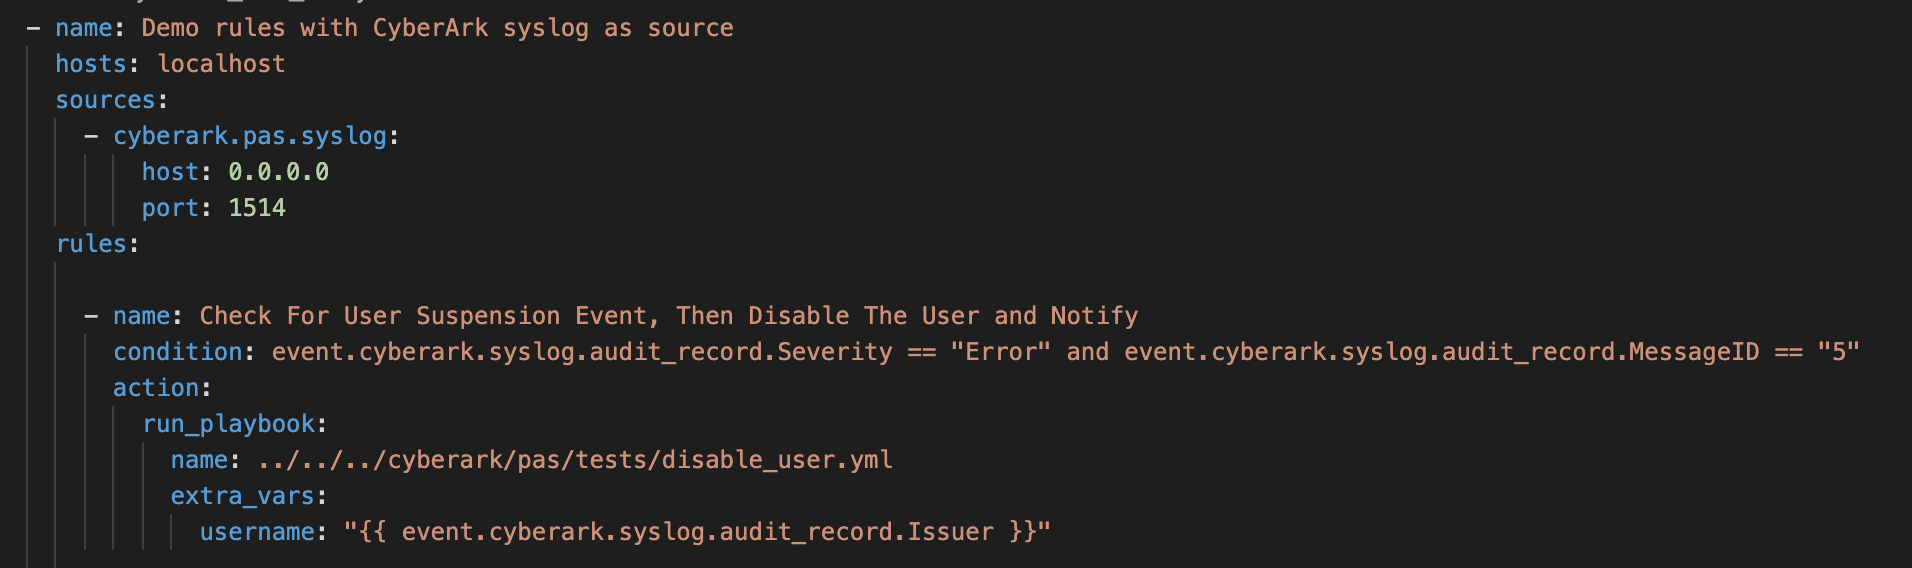 - name: Demo rules with CyberArk syslog as source
  hosts: localhost
  sources:
    - cyberark.pas.syslog:
        host: 0.0.0.0
        port: 1514
  rules:

    - name: Check For User Suspension Event, Then Disable The User and Notify
      condition: event.cyberark.syslog.audit_record.Severity == "Error" and event.cyberark.syslog.audit_record.MessageID == "5"
      action:
        run_playbook:
          name: ../../../cyberark/pas/tests/disable_user.yml
          extra_vars:
            username: "{{ event.cyberark.syslog.audit_record.Issuer }}"